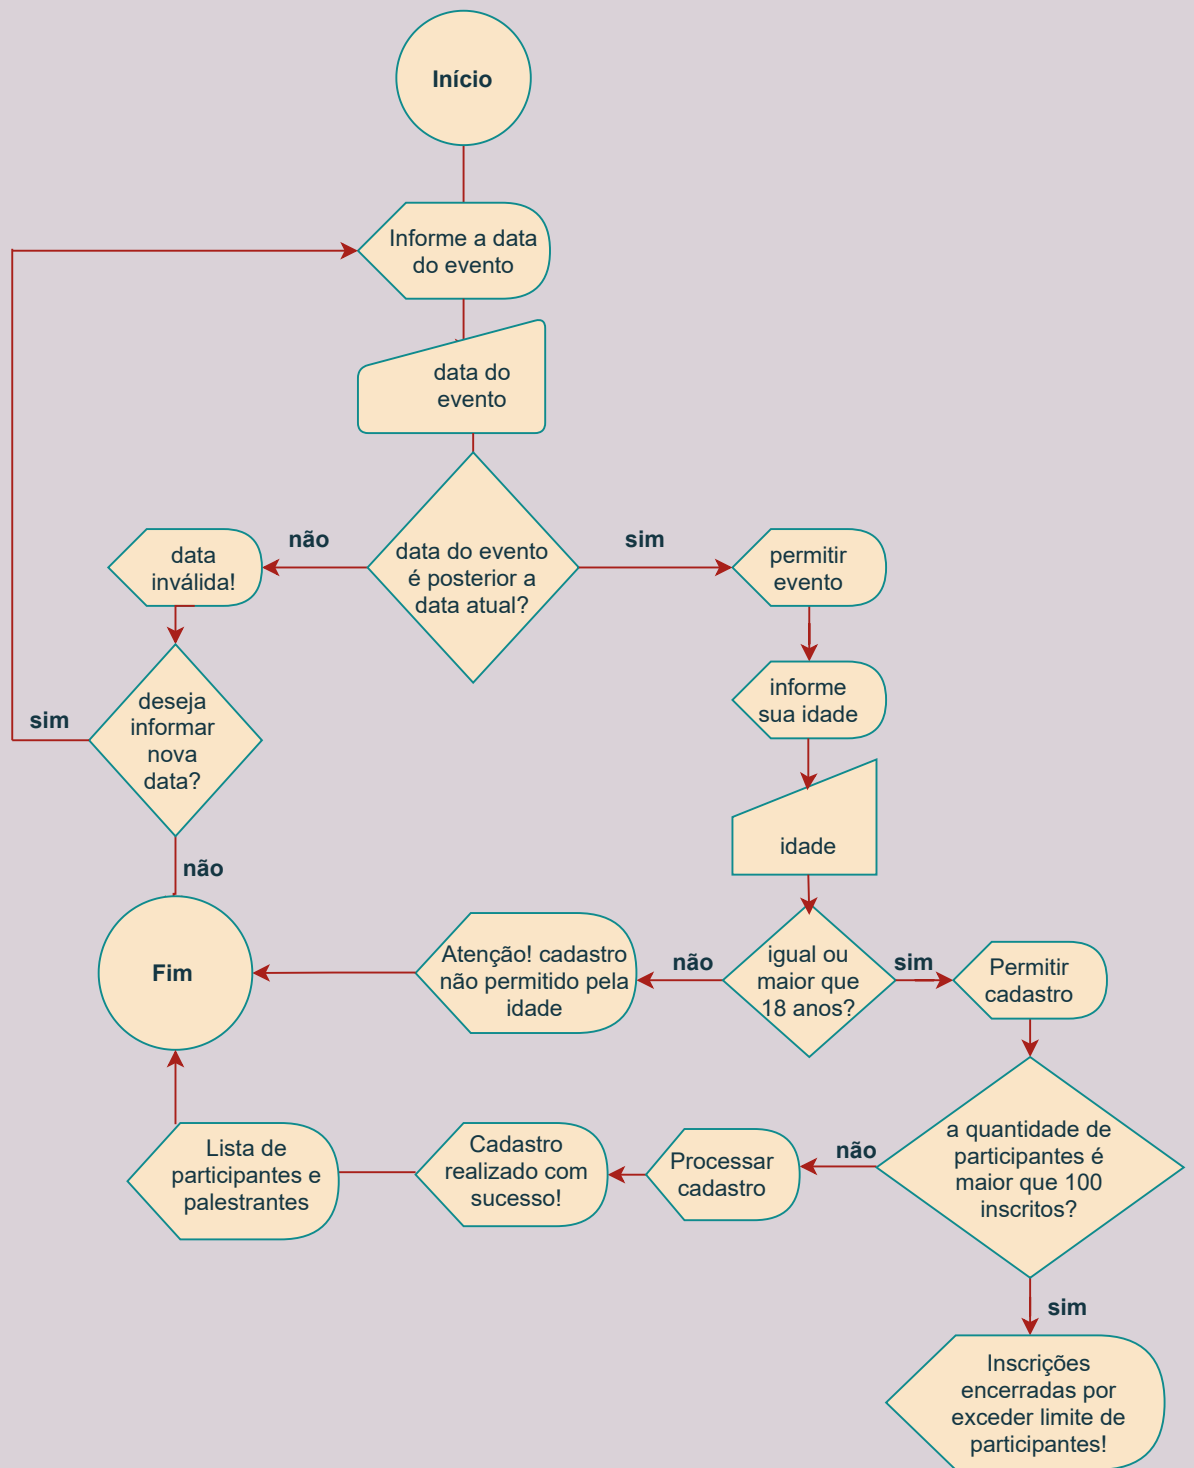 Início
Informe a data
do evento
data do
evento
não
sim
data
inválida!
data do evento
é posterior a
data atual?
permitir
evento
informe
sua idade
sim
deseja
informar
nova
data?
não
idade
Fim
Atenção! cadastro
não permitido pela
idade
não
igual ou
maior que
18 anos?
sim
Permitir
cadastro
Lista de
participantes e
palestrantes
Cadastro
realizado com
sucesso!
Processar
cadastro
não
a quantidade de
participantes é
maior que 100
inscritos?
sim
Inscrições
encerradas por
exceder limite de
participantes!